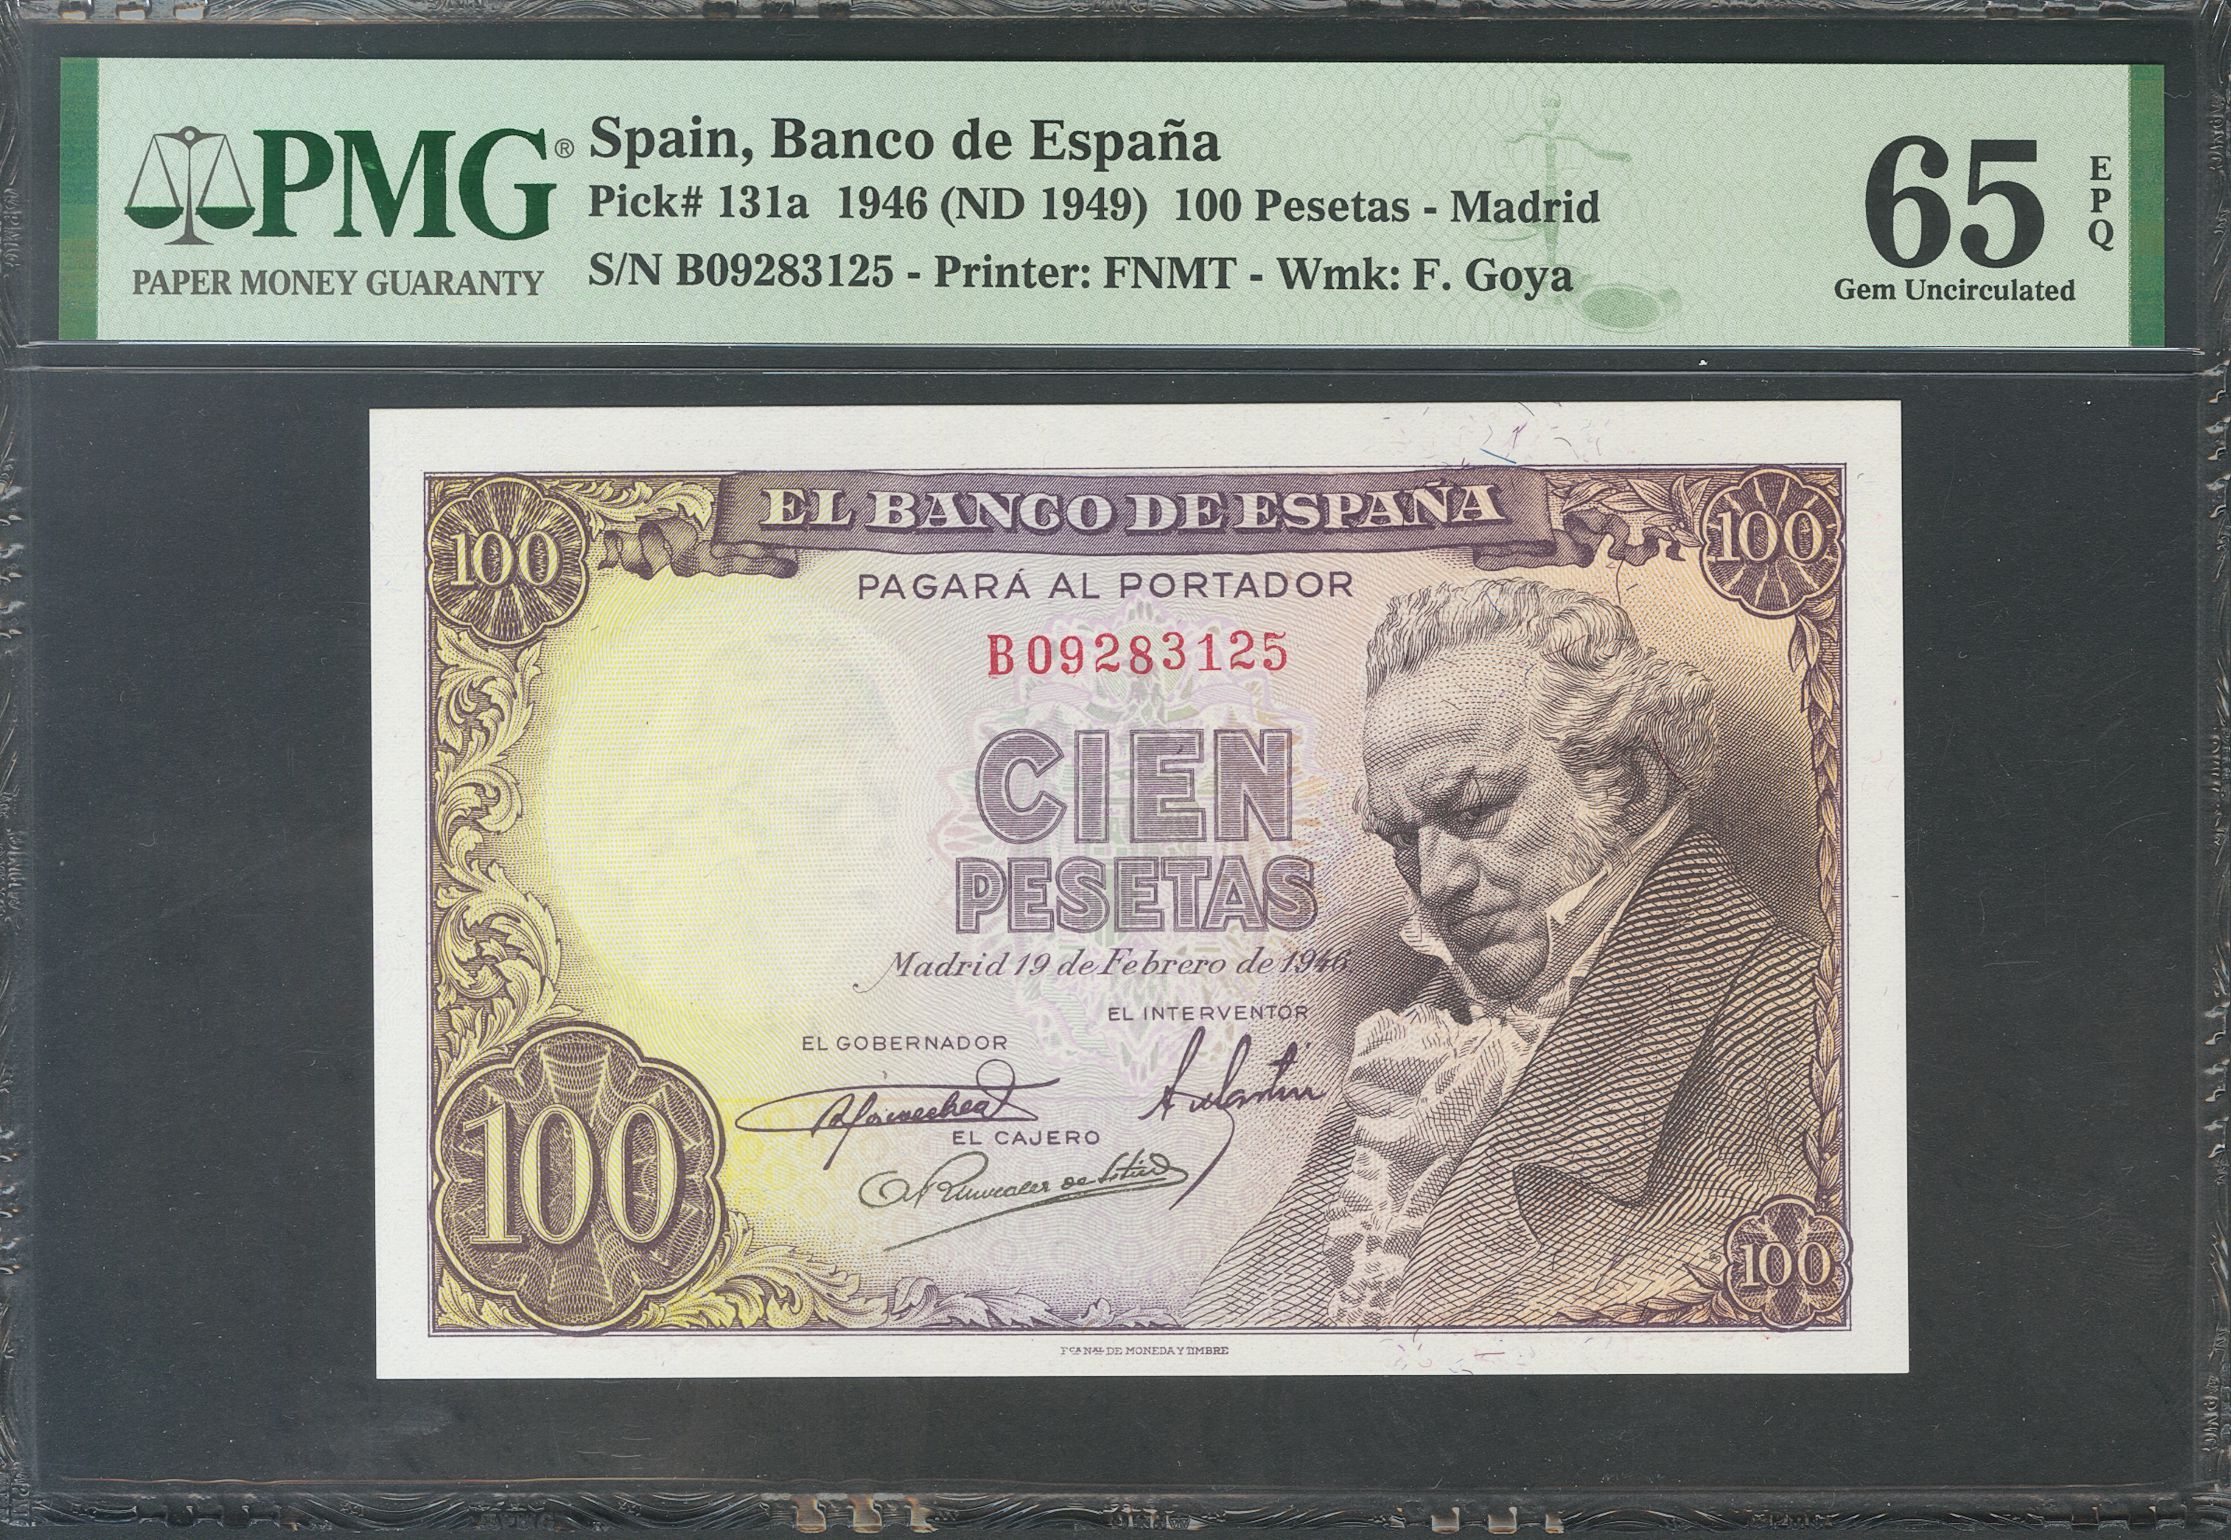 PMG®
PAPER MONEY GUARANTY
Spain, Banco de España
Pick# 131a 1946 (ND 1949) 100 Pesetas - Madrid
S/N B09283125 - Printer: FNMT - Wmk: F. Goya
65
EPQ
Gem Uncirculated
100
EL BANCO DE ESPAÑA
100
PAGARÁ AL PORTADOR
B09283125
CIEN
PESETAS
Madrid 19 de Febrero de 1946
EL INTERVENTOR
EL GOBERNADOR
EL CAJERO
100
100
FCA NAL DE MONEDA Y TIMBRE